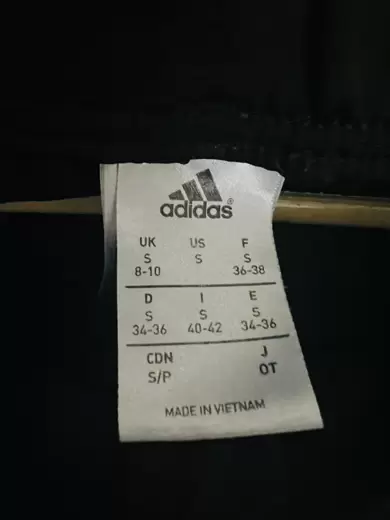 adidas®
UK US F
S S S
8-10 36-38
D I E
S S S
34-36 40-42 34-36
CDN J
S/P OT
MADE IN VIETNAM